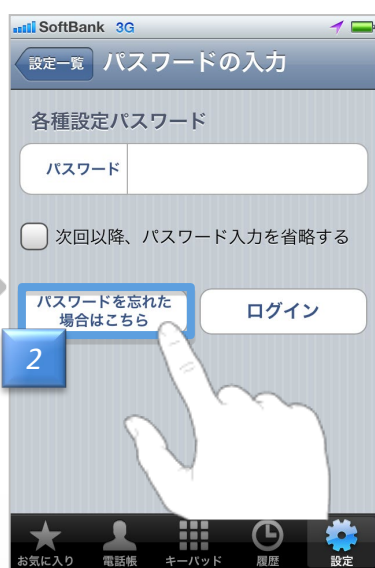 SoftBank 3G
設定一覧 パスワードの入力
各種設定パスワード
パスワード
次回以降、パスワード入力を省略する
パスワードを忘れた
場合はこちら
ログイン
2
お気に入り 電話帳 キーパッド 履歴 設定